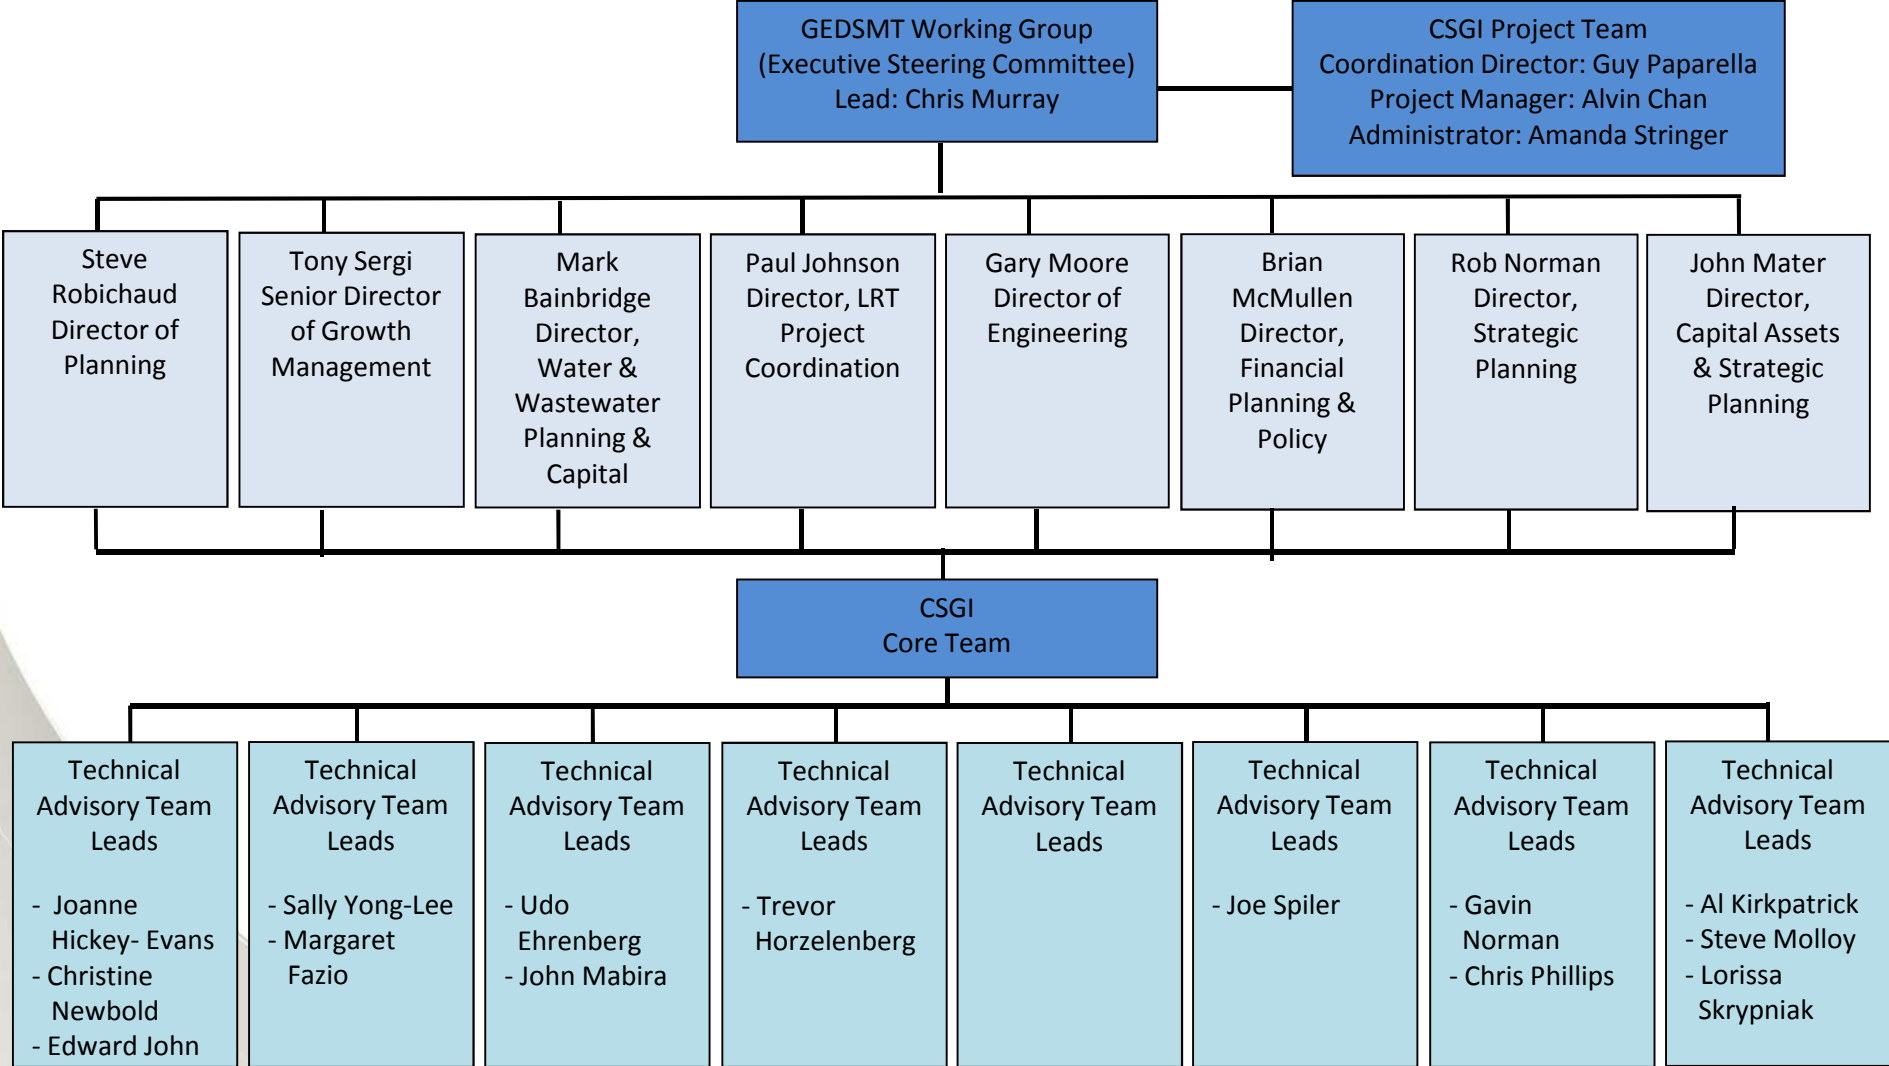 GEDSMT Working Group
(Executive Steering Committee)
Lead: Chris Murray
CSGI Project Team
Coordination Director: Guy Paparella
Project Manager: Alvin Chan
Administrator: Amanda Stringer
Steve
Robichaud
Director of
Planning
Tony Sergi
Senior Director
of Growth
Management
Mark
Bainbridge
Director,
Water &
Wastewater
Planning &
Capital
Paul Johnson
Director, LRT
Project
Coordination
Gary Moore
Director of
Engineering
Brian
McMullen
Director,
Financial
Planning &
Policy
Rob Norman
Director,
Strategic
Planning
John Mater
Director,
Capital Assets
& Strategic
Planning
CSGI
Core Team
Technical
Advisory Team
Leads
- Joanne
Hickey- Evans
- Christine
Newbold
- Edward John
Technical
Advisory Team
Leads
- Sally Yong-Lee
- Margaret
Fazio
Technical
Advisory Team
Leads
- Udo
Ehrenberg
- John Mabira
Technical
Advisory Team
Leads
- Trevor
Horzelenberg
Technical
Advisory Team
Leads
Technical
Advisory Team
Leads
- Joe Spiler
Technical
Advisory Team
Leads
- Gavin
Norman
- Chris Phillips
Technical
Advisory Team
Leads
- Al Kirkpatrick
- Steve Molloy
- Lorissa
Skrypniak